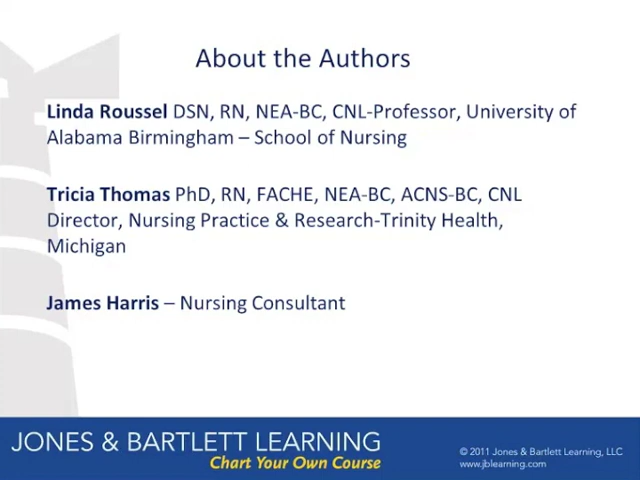 About the Authors
Linda Roussel DSN, RN, NEA-BC, CNL-Professor, University of
Alabama Birmingham – School of Nursing
Tricia Thomas PhD, RN, FACHE, NEA-BC, ACNS-BC, CNL
Director, Nursing Practice & Research-Trinity Health,
Michigan
James Harris – Nursing Consultant
JONES & BARTLETT LEARNING
Chart Your Own Course
© 2011 Jones & Bartlett Learning, LLC
www.jblearning.com